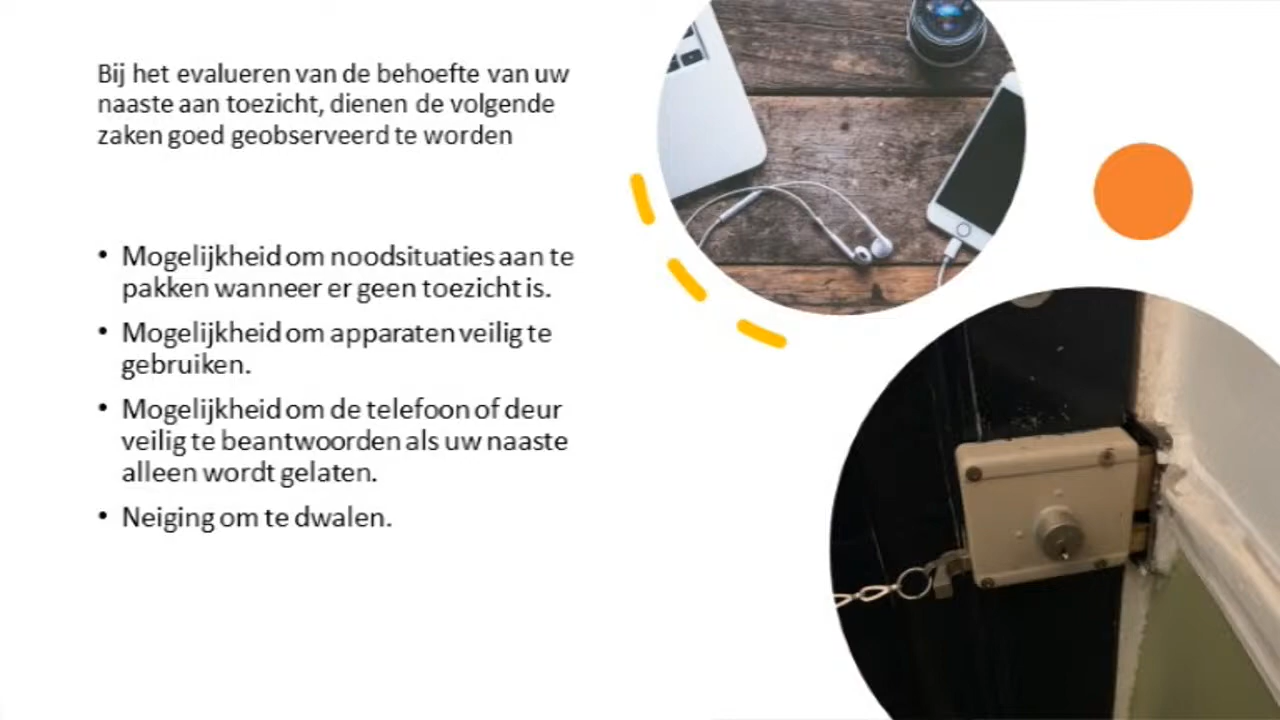 Bij het evalueren van de behoefte van uw
naaste aan toezicht, dienen de volgende
zaken goed geobserveerd te worden
• Mogelijkheid om noodsituaties aan te
pakken wanneer er geen toezicht is.
• Mogelijkheid om apparaten veilig te
gebruiken.
• Mogelijkheid om de telefoon of deur
veilig te beantwoorden als uw naaste
alleen wordt gelaten.
• Neiging om te dwalen.